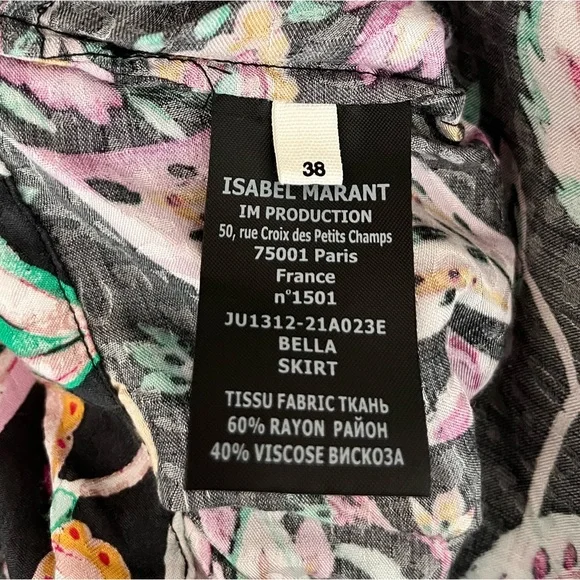 38
ISABEL MARANT
IM PRODUCTION
50, rue Croix des Petits Champs
75001 Paris
France
n°1501
JU1312-21A023E
BELLA
SKIRT
TISSU FABRIC ТКАНЬ
60% RAYON РАЙОН
40% VISCOSE ВИСКОЗА